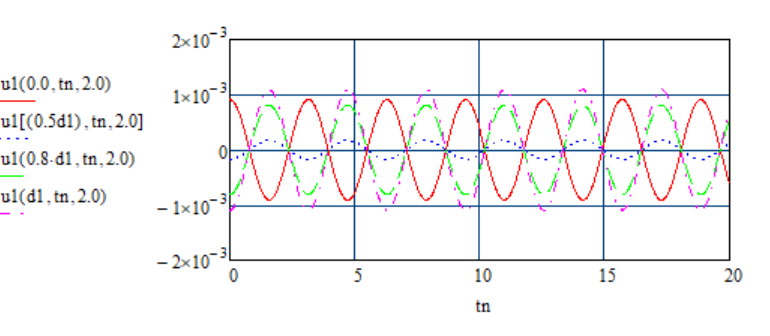 u1(0.0, tn, 2.0)
u1[(0.5d1), tn, 2.0]
u1(0.8·d1, tn, 2.0)
u1(d1, tn, 2.0)
2×10⁻³
1×10⁻³
0
−1×10⁻³
−2×10⁻³
0 5 10 15 20
tn